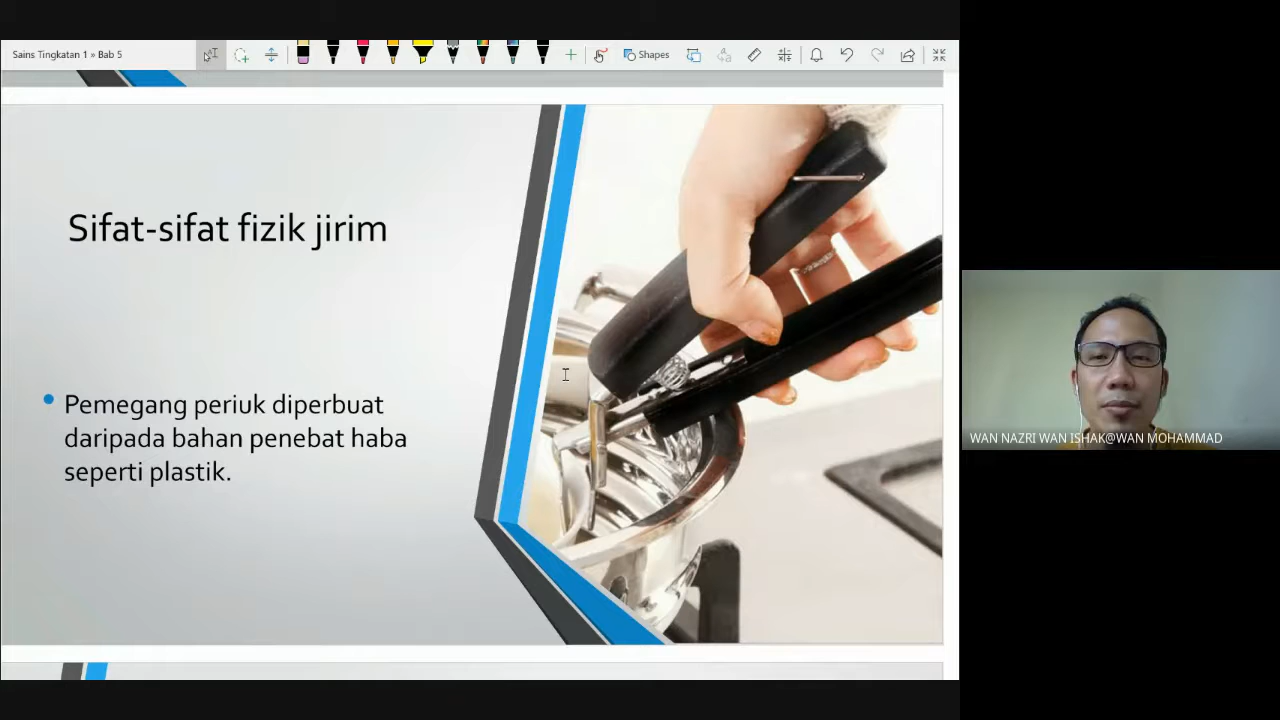 Sains Tingkatan 1 » Bab 5
Shapes
Sifat-sifat fizik jirim
Pemegang periuk diperbuat
daripada bahan penebat haba
seperti plastik.
WAN NAZRI WAN ISHAK@WAN MOHAMMAD